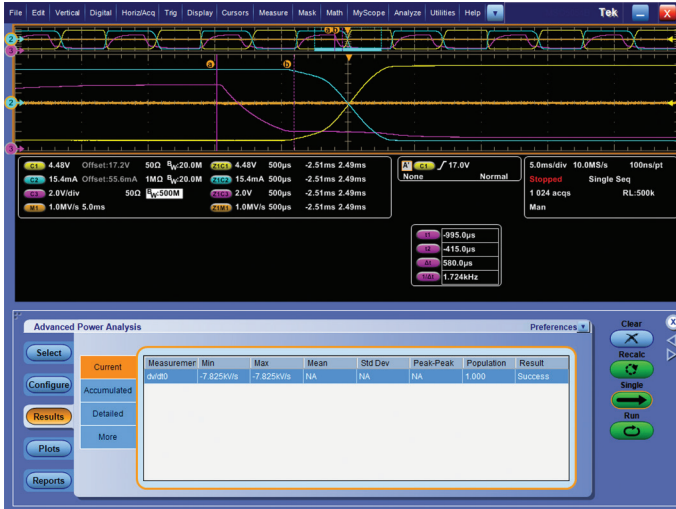 File Edit Vertical Digital Horiz/Acq Trig Display Cursors Measure Mask Math MyScope Analyze Utilities Help Tek X
a b
2
3
a b
2
3
C1 4.48V Offset:17.2V 50Ω BW:20.0M Z1C1 4.48V 500µs -2.51ms 2.49ms
C2 15.4mA Offset:55.6mA 1MΩ BW:20.0M Z1C2 15.4mA 500µs -2.51ms 2.49ms
C3 2.0V/div 50Ω BW:500M Z1C3 2.0V 500µs -2.51ms 2.49ms
M1 1.0MV/s 5.0ms Z1M1 1.0MV/s 500µs -2.51ms 2.49ms
A' C1 17.0V
None Normal
5.0ms/div 10.0MS/s 100ns/pt
Stopped Single Seq
1 024 acqs RL:500k
Man
t1 -995.0µs
t2 -415.0µs
Δt 580.0µs
1/Δt 1.724kHz
Advanced Power Analysis Preferences
Select
Configure
Results
Plots
Reports
Current
Accumulated
Detailed
More
Measuremen Min Max Mean Std Dev Peak-Peak Population Result
dv/dt0 -7.825kV/s -7.825kV/s NA NA NA 1.000 Success
Clear
X
Recalc
Single
Run